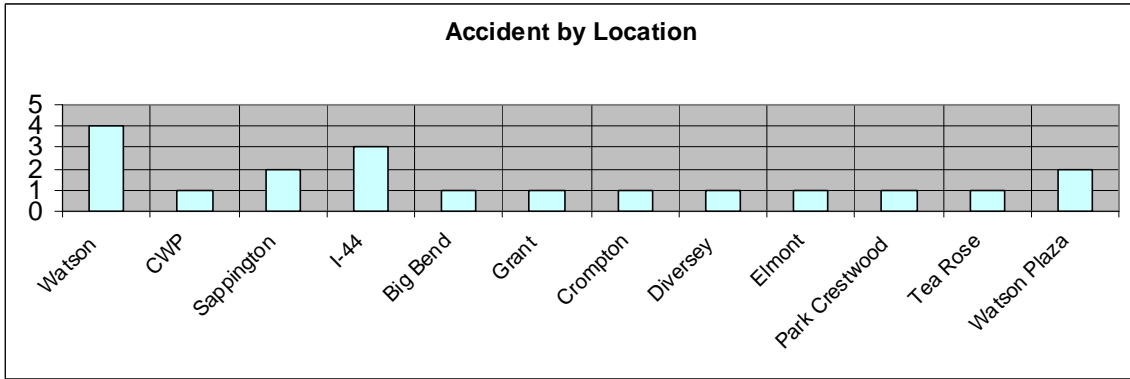 Accident by Location
5
4
3
2
1
0
Watson
CWP
Sappington
I-44
Big Bend
Grant
Crompton
Diversey
Elmont
Park Crestwood
Tea Rose
Watson Plaza